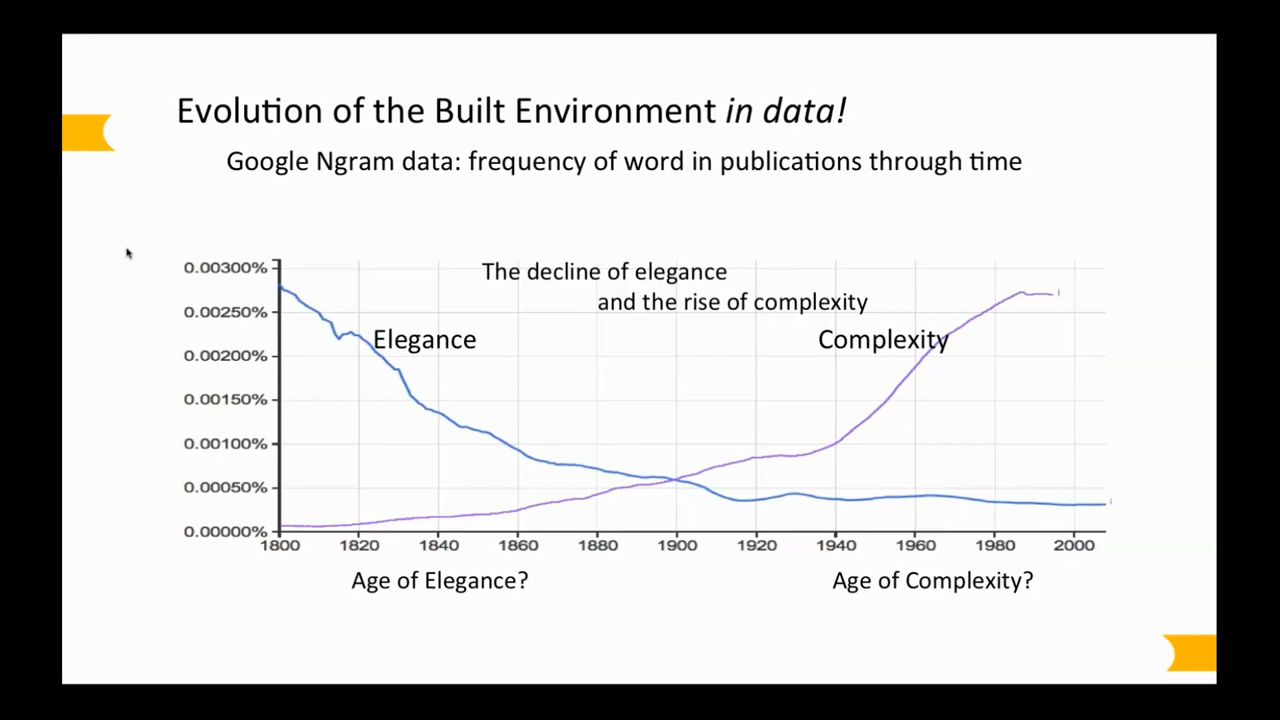 Evolution of the Built Environment in data!
Google Ngram data: frequency of word in publications through time
The decline of elegance
and the rise of complexity
Elegance
Complexity
0.00300%
0.00250%
0.00200%
0.00150%
0.00100%
0.00050%
0.00000%
1800 1820 1840 1860 1880 1900 1920 1940 1960 1980 2000
Age of Elegance?
Age of Complexity?